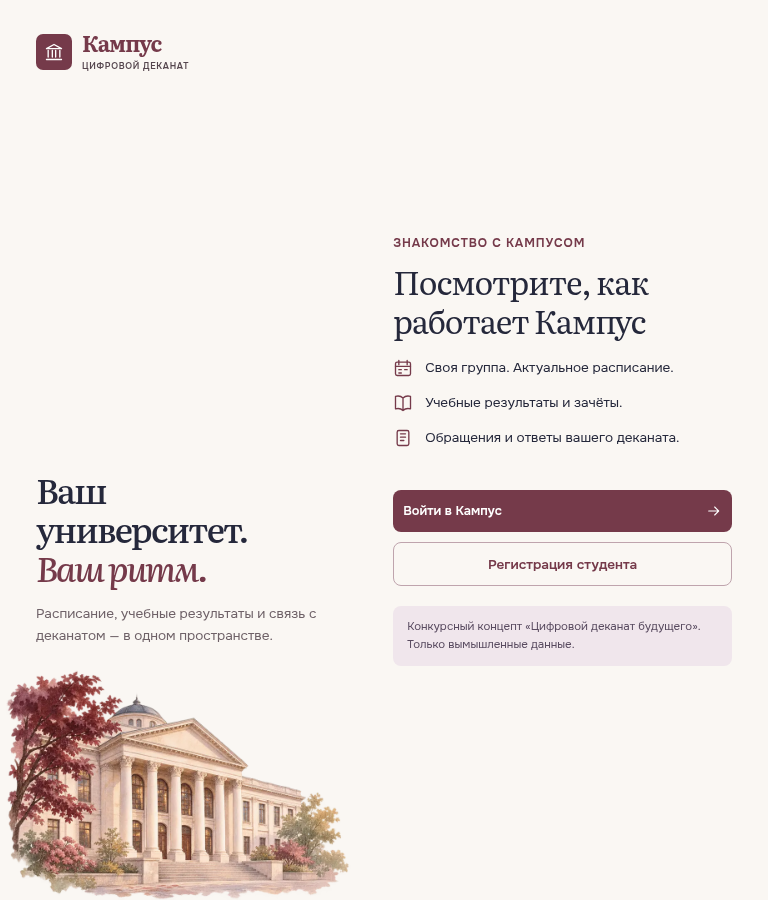 Кампус
ЦИФРОВОЙ ДЕКАНАТ
Ваш
университет.
Ваш ритм.
Расписание, учебные результаты и связь с
деканатом — в одном пространстве.
ЗНАКОМСТВО С КАМПУСОМ
Посмотрите, как
работает Кампус
Своя группа. Актуальное расписание.
Учебные результаты и зачёты.
Обращения и ответы вашего деканата.
Войти в Кампус
Регистрация студента
Конкурсный концепт «Цифровой деканат будущего».
Только вымышленные данные.